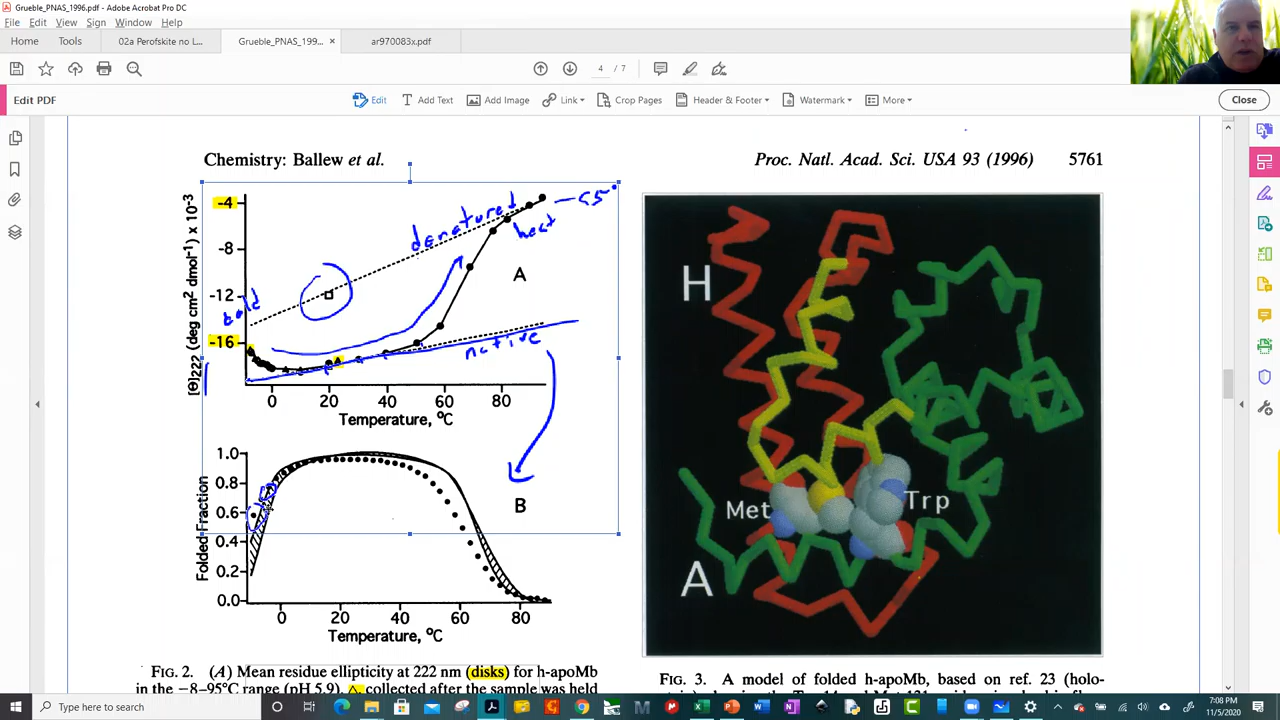 Grueble_PNAS_1996.pdf - Adobe Acrobat Pro DC
File Edit View Sign Window Help
Home Tools 02a Perofskite no L... Grueble_PNAS_199... × ar970083x.pdf
4 / 7
Edit PDF
Edit Add Text Add Image Link Crop Pages Header & Footer Watermark More
Close
Chemistry: Ballew et al.
Proc. Natl. Acad. Sci. USA 93 (1996) 5761
-4
-8
-12
-16
[Θ]222 (deg cm2 dmol-1) x 10-3
denatured
heat
95°
cold
native
A
0 20 40 60 80
Temperature, °C
1.0
0.8
0.6
0.4
0.2
0.0
Folded Fraction
B
0 20 40 60 80
Temperature, °C
H
Met
Trp
A
FIG. 2. (A) Mean residue ellipticity at 222 nm (disks) for h-apoMb
in the −8–95°C range (pH 5.9), △ collected after the sample was held
FIG. 3. A model of folded h-apoMb, based on ref. 23 (holo-
Type here to search
7:08 PM
11/5/2020